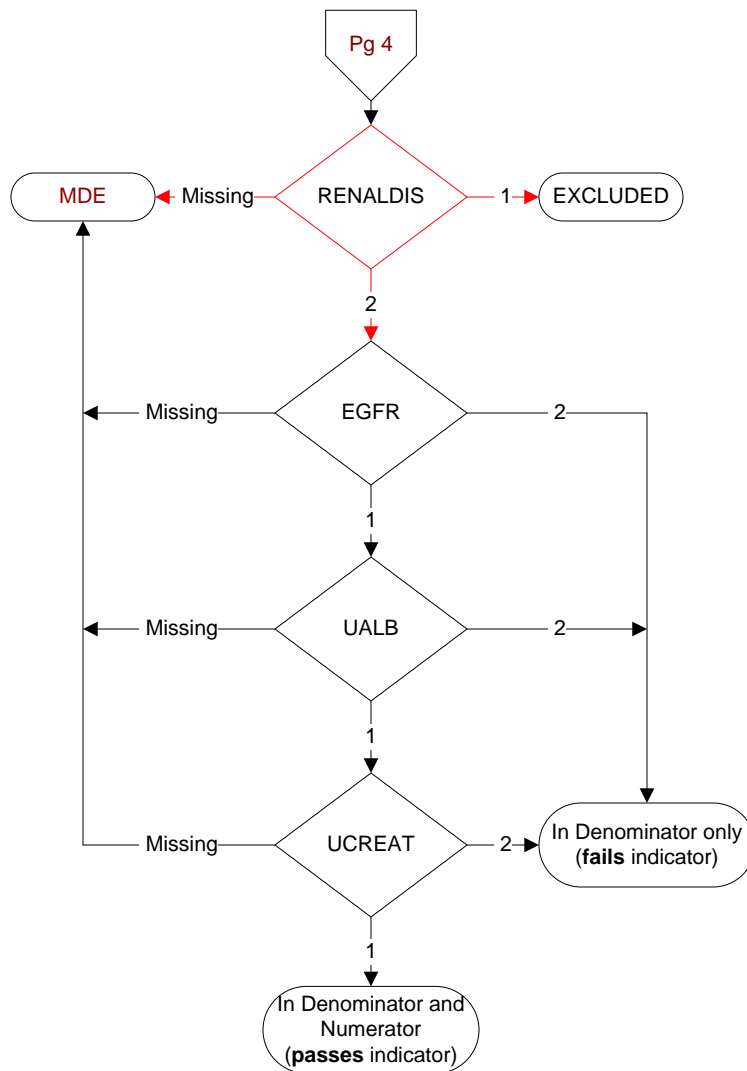 Pg 4
MDE
Missing
RENALDIS
1
EXCLUDED
2
Missing
EGFR
2
1
Missing
UALB
2
1
Missing
UCREAT
2
In Denominator only
(fails indicator)
1
In Denominator and
Numerator
(passes indicator)